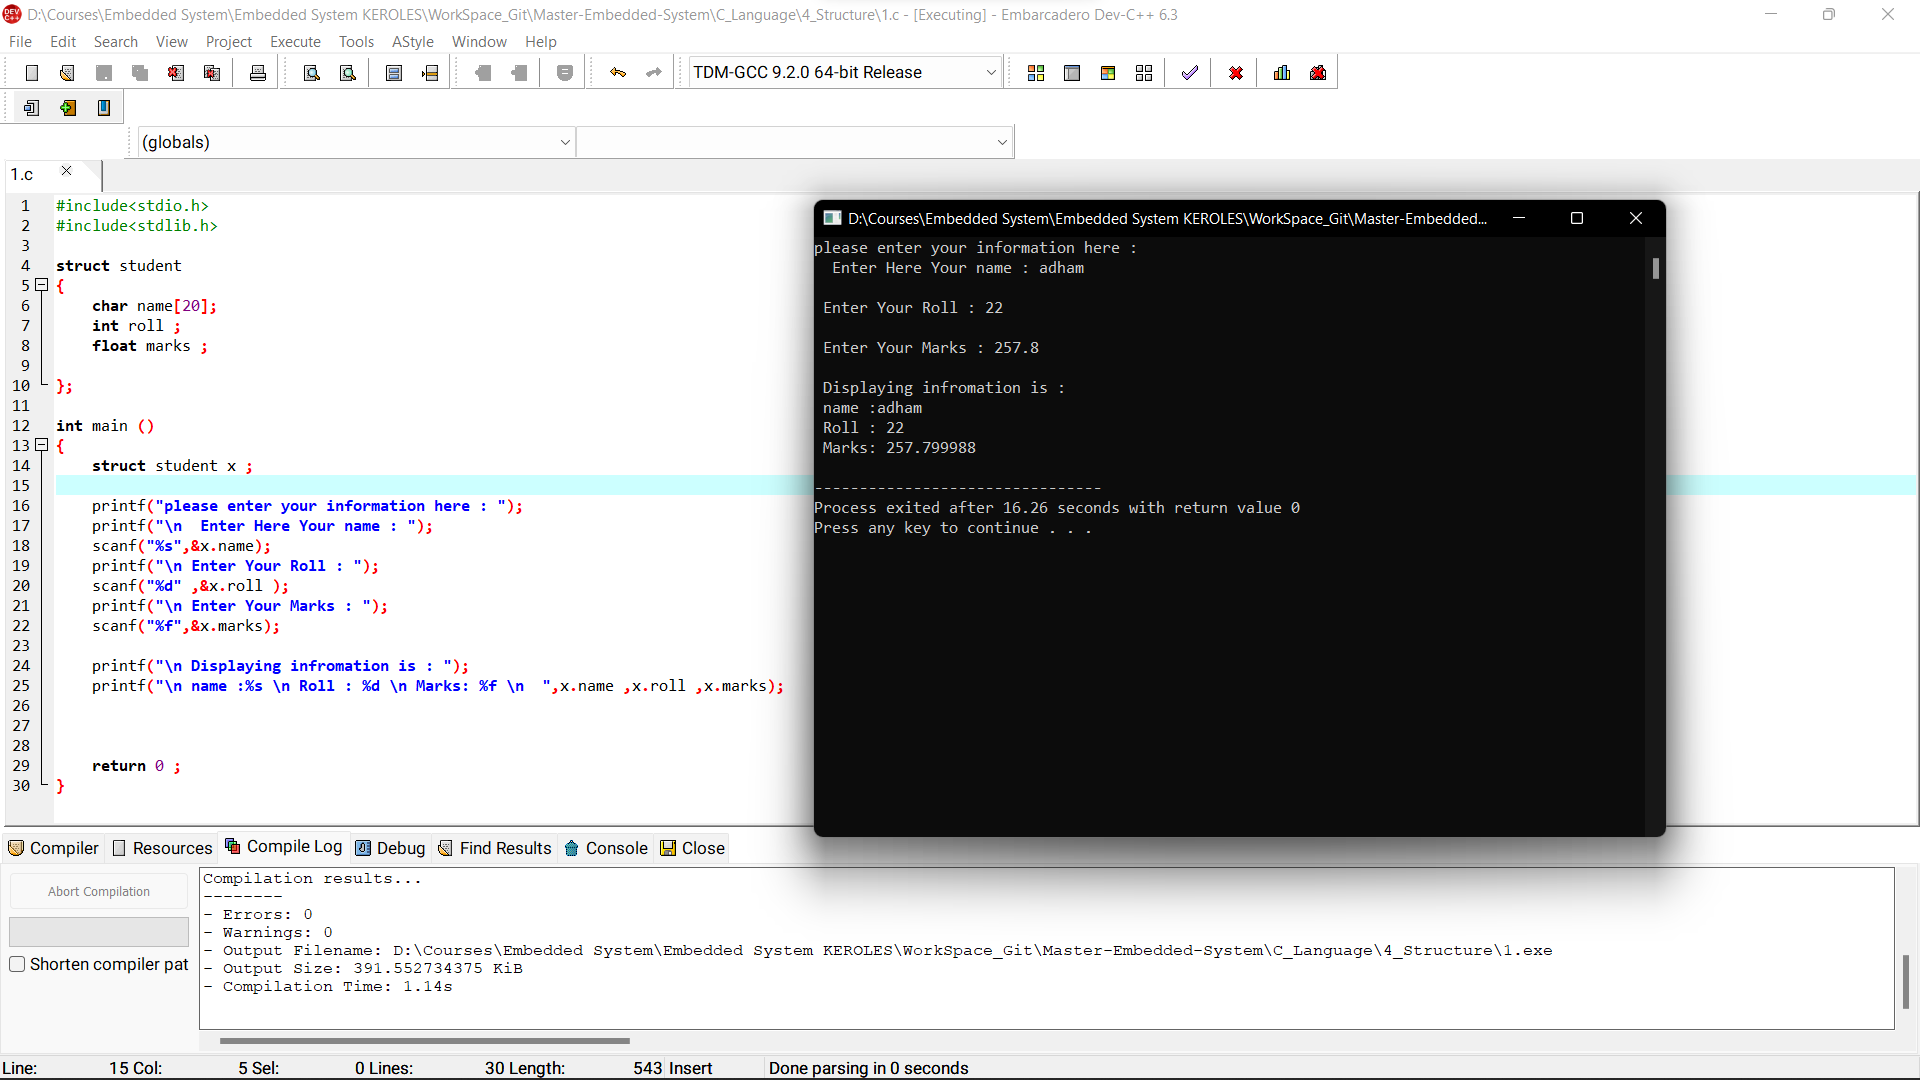 D:\Courses\Embedded System\Embedded System KEROLES\WorkSpace_Git\Master-Embedded-System\C_Language\4_Structure\1.c - [Executing] - Embarcadero Dev-C++ 6.3
File Edit Search View Project Execute Tools AStyle Window Help
TDM-GCC 9.2.0 64-bit Release
(globals)
1.c
1 #include<stdio.h>
2 #include<stdlib.h>
3
4 struct student
5 {
6 char name[20];
7 int roll ;
8 float marks ;
9
10 };
11
12 int main ()
13 {
14 struct student x ;
15
16 printf("please enter your information here : ");
17 printf("\n  Enter Here Your name : ");
18 scanf("%s",&x.name);
19 printf("\n Enter Your Roll : ");
20 scanf("%d" ,&x.roll );
21 printf("\n Enter Your Marks : ");
22 scanf("%f",&x.marks);
23
24 printf("\n Displaying infromation is : ");
25 printf("\n name :%s \n Roll : %d \n Marks: %f \n  ",x.name ,x.roll ,x.marks);
26
27
28
29 return 0 ;
30 }
D:\Courses\Embedded System\Embedded System KEROLES\WorkSpace_Git\Master-Embedded...
please enter your information here :
Enter Here Your name : adham
Enter Your Roll : 22
Enter Your Marks : 257.8
Displaying infromation is :
name :adham
Roll : 22
Marks: 257.799988
--------------------------------
Process exited after 16.26 seconds with return value 0
Press any key to continue . . .
Compiler Resources Compile Log Debug Find Results Console Close
Abort Compilation
Shorten compiler pat
Compilation results...
--------
- Errors: 0
- Warnings: 0
- Output Filename: D:\Courses\Embedded System\Embedded System KEROLES\WorkSpace_Git\Master-Embedded-System\C_Language\4_Structure\1.exe
- Output Size: 391.552734375 KiB
- Compilation Time: 1.14s
Line: 15 Col: 5 Sel: 0 Lines: 30 Length: 543 Insert Done parsing in 0 seconds